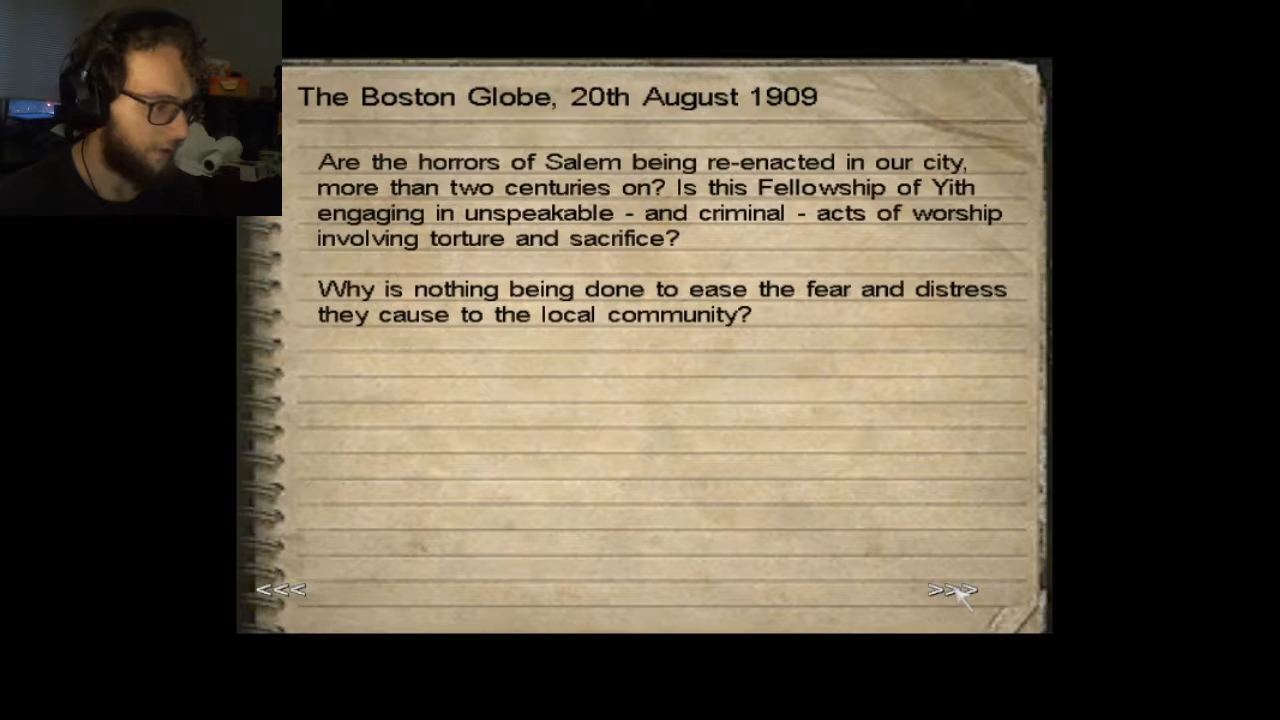 The Boston Globe, 20th August 1909
Are the horrors of Salem being re-enacted in our city,
more than two centuries on? Is this Fellowship of Yith
engaging in unspeakable - and criminal - acts of worship
involving torture and sacrifice?
Why is nothing being done to ease the fear and distress
they cause to the local community?
<<< >>>